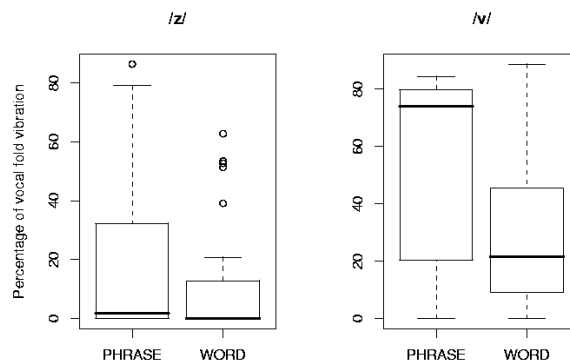 /z/
/v/
Percentage of vocal fold vibration
0
20
40
60
80
0
20
40
60
80
PHRASE
WORD
PHRASE
WORD